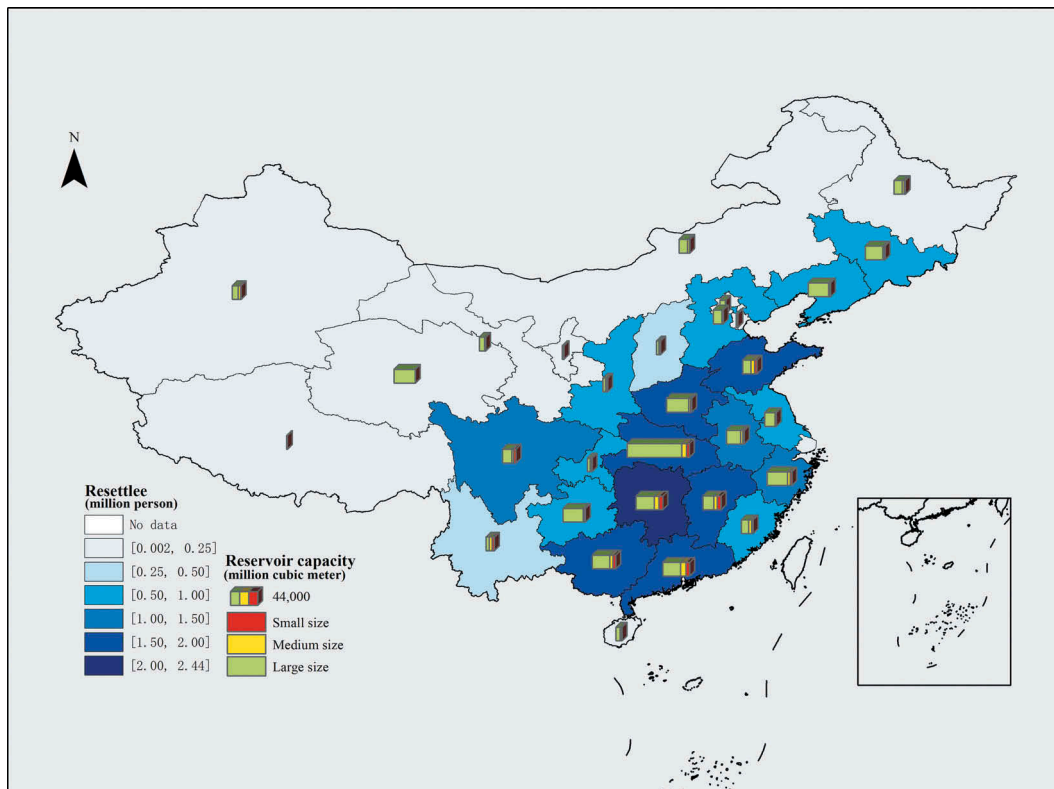 N
Resettlee
(million person)
No data
[0.002, 0.25]
[0.25, 0.50]
[0.50, 1.00]
[1.00, 1.50]
[1.50, 2.00]
[2.00, 2.44]
Reservoir capacity
(million cubic meter)
44,000
Small size
Medium size
Large size